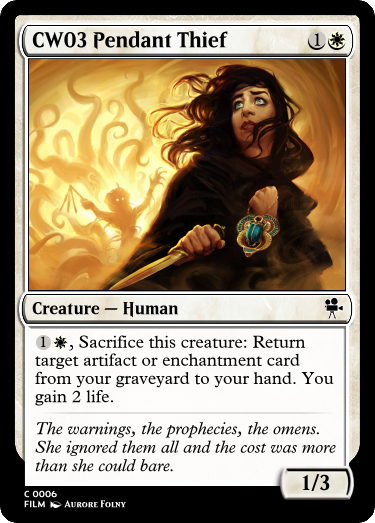 CW03 Pendant Thief 1
Creature — Human
1, Sacrifice this creature: Return
target artifact or enchantment card
from your graveyard to your hand. You
gain 2 life.
The warnings, the prophecies, the omens.
She ignored them all and the cost was more
than she could bare.
1/3
C 0006
FILM AURORE FOLNY